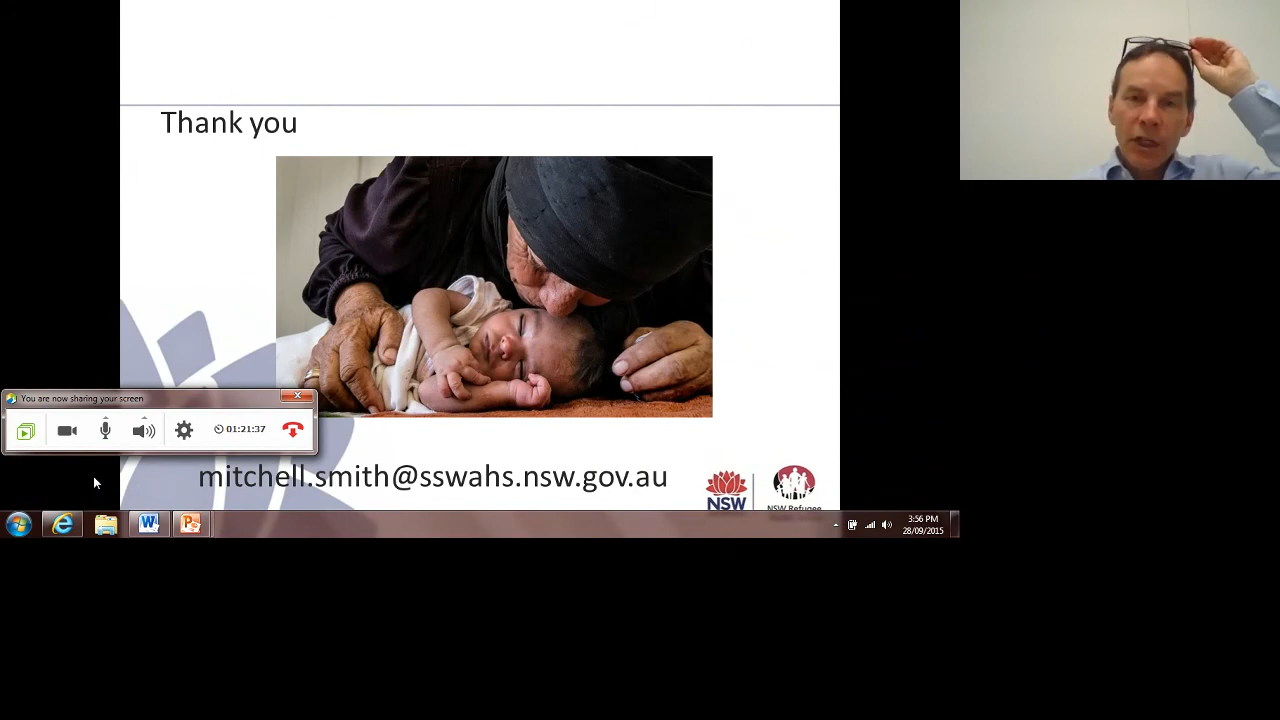 Thank you
You are now sharing your screen
01:21:37
mitchell.smith@sswahs.nsw.gov.au
NSW
NSW Refugee
3:56 PM
28/09/2015